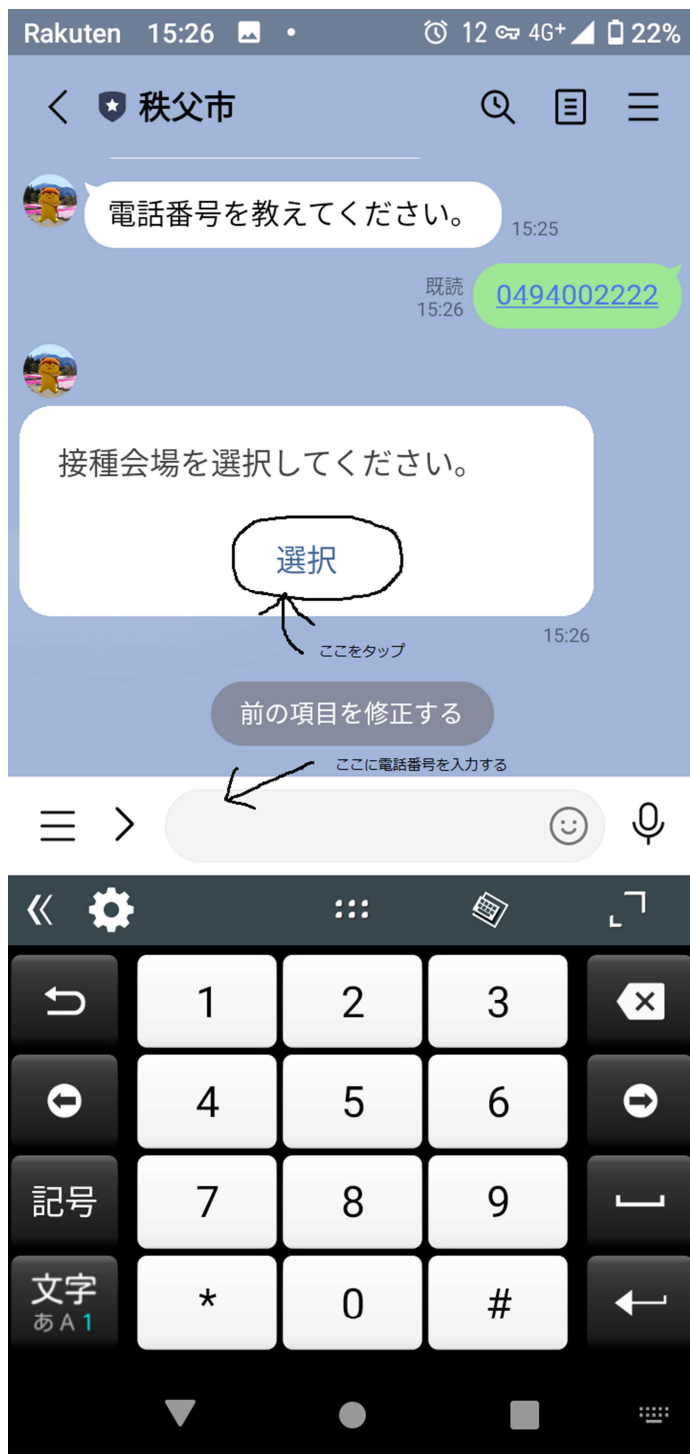 Rakuten 15:26 12 4G+ 22%
秩父市
電話番号を教えてください。
15:25
既読
15:26
0494002222
接種会場を選択してください。
選択
15:26
ここをタップ
前の項目を修正する
ここに電話番号を入力する
1 2 3
4 5 6
記号 7 8 9
文字 * 0 #
あA1